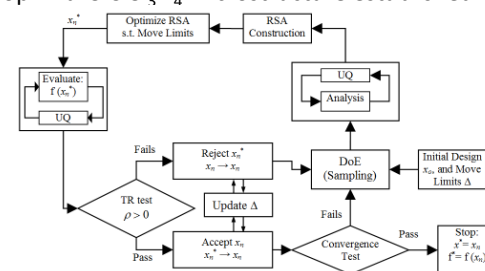 x_n^*
Optimize RSA
s.t. Move Limits
RSA
Construction
Evaluate:
f (x_n^*)
UQ
UQ
Analysis
Fails
Reject x_n^*
x_n → x_n
TR test
ρ > 0
Update Δ
DoE
(Sampling)
Initial Design
x_o, and Move
Limits Δ
Fails
Pass
Accept x_n
x_n^* → x_n
Convergence
Test
Pass
Stop:
x^* = x_n
f^* = f (x_n)